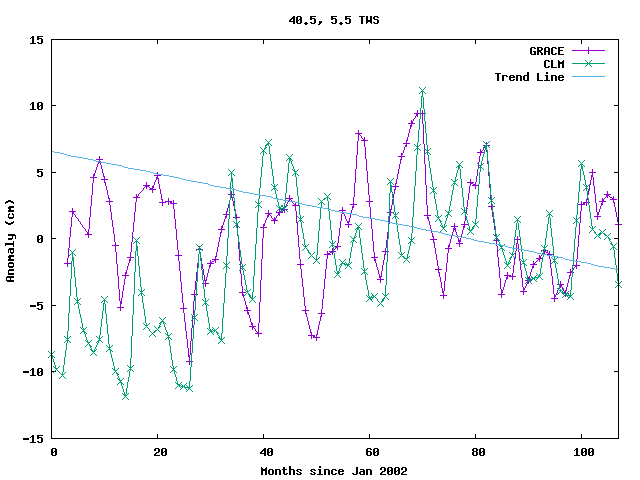 40.5, 5.5 TWS
GRACE
CLM
Trend Line
15
10
5
0
-5
-10
-15
Anomaly (cm)
0 20 40 60 80 100
Months since Jan 2002